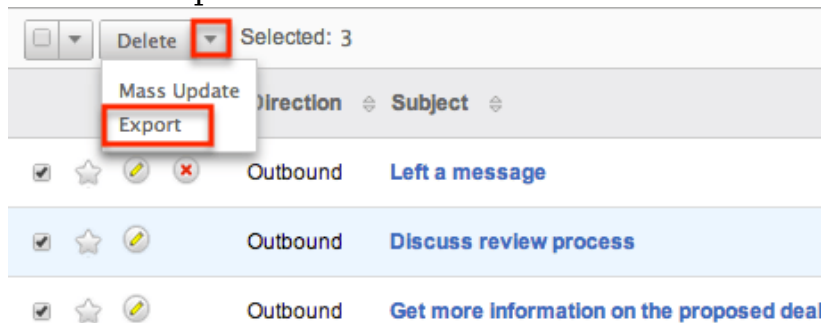 Delete Selected: 3
Mass Update
Direction Subject
Export
Outbound Left a message
Outbound Discuss review process
Outbound Get more information on the proposed deal